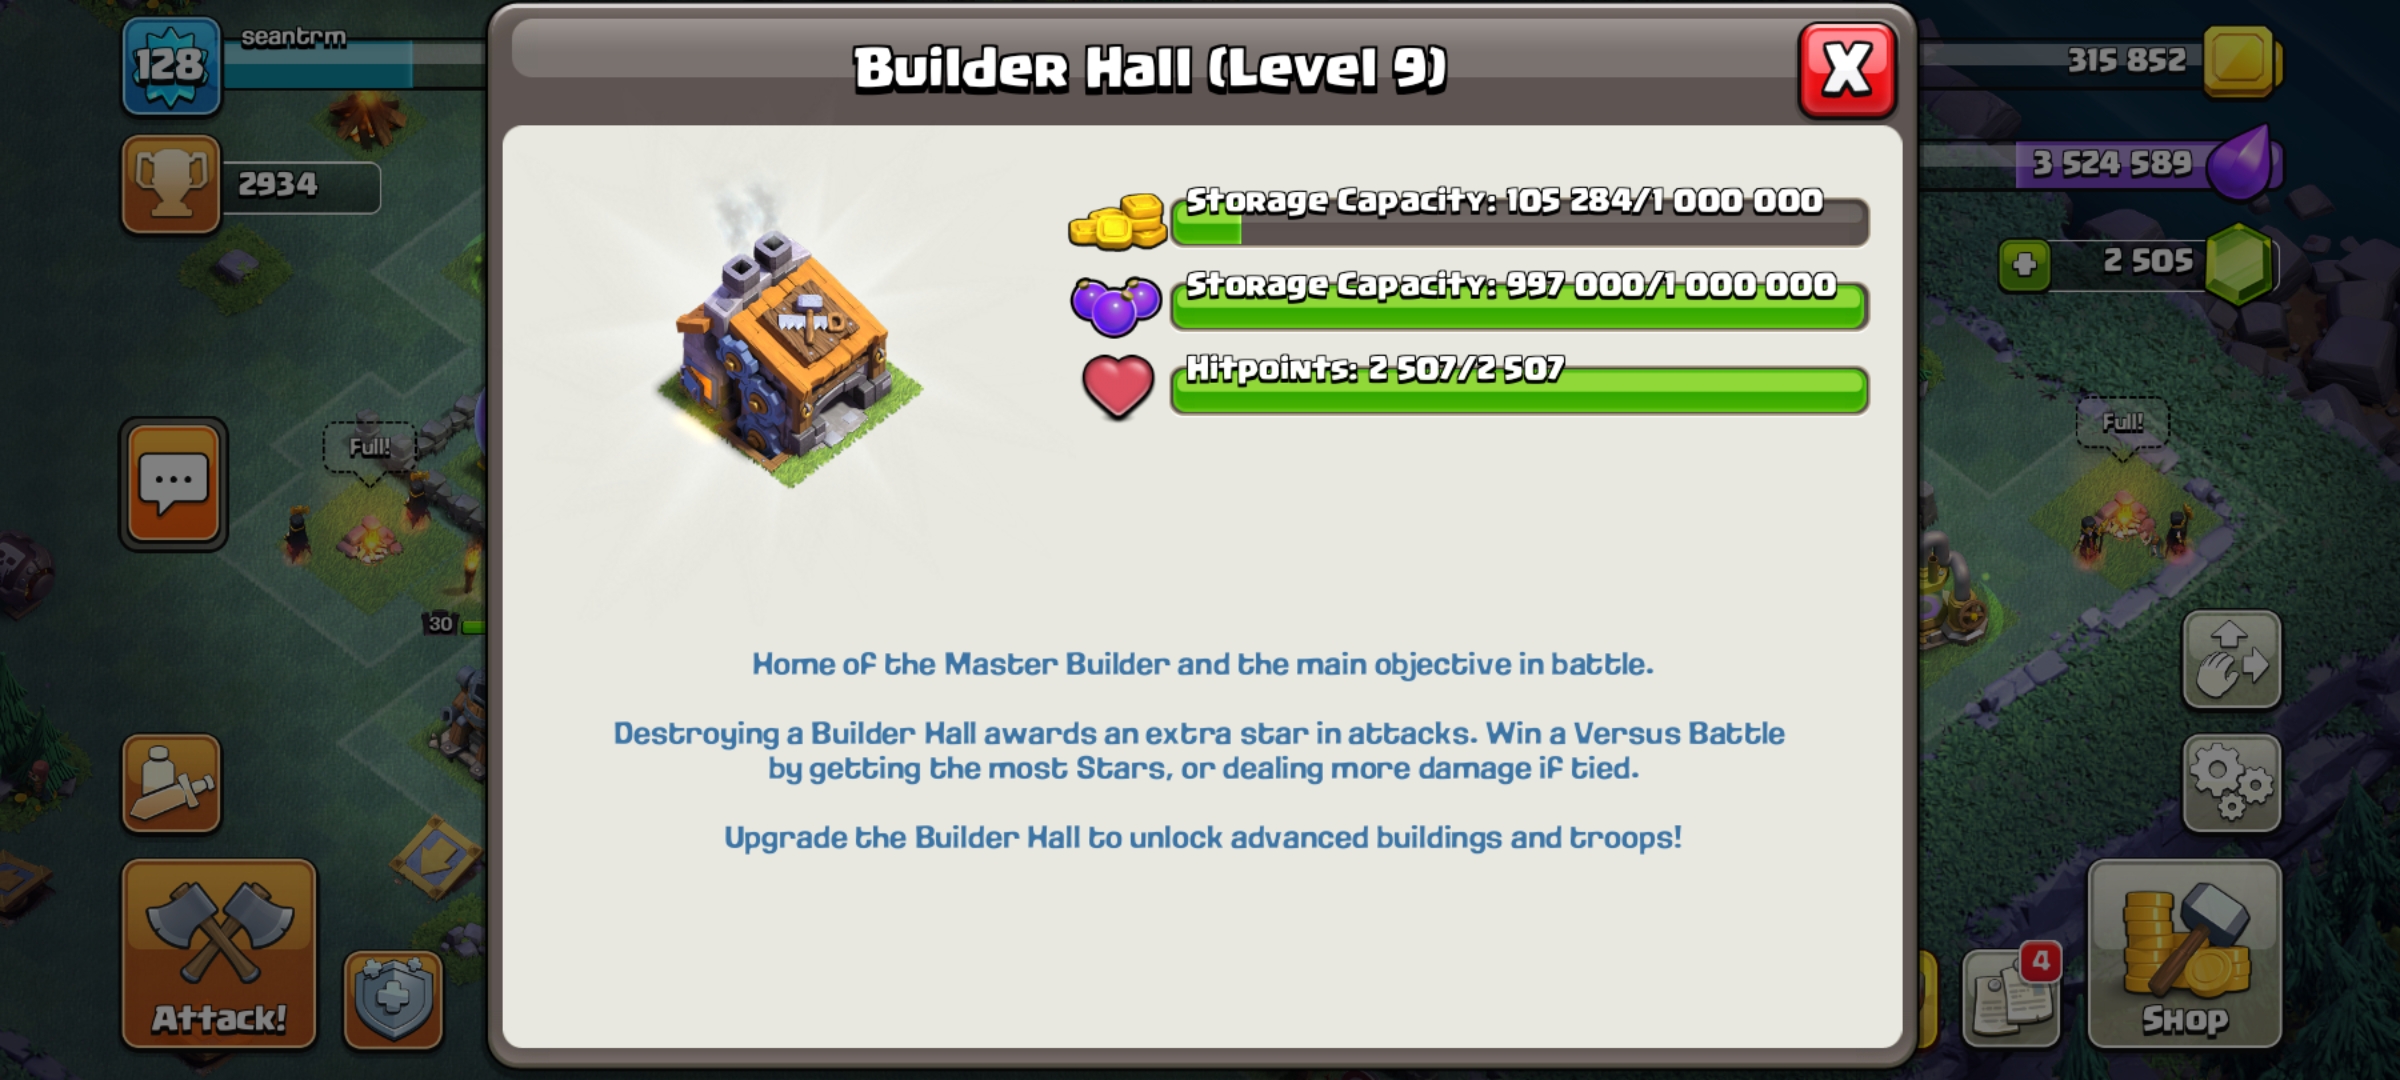 128
seantrm
Builder Hall (Level 9)
X
315 852
2934
Storage Capacity: 105 284/1 000 000
3 524 589
Storage Capacity: 997 000/1 000 000
2 505
Hitpoints: 2 507/2 507
Full!
Full!
30
Home of the Master Builder and the main objective in battle.
Destroying a Builder Hall awards an extra star in attacks. Win a Versus Battle
by getting the most Stars, or dealing more damage if tied.
Upgrade the Builder Hall to unlock advanced buildings and troops!
4
Attack!
Shop